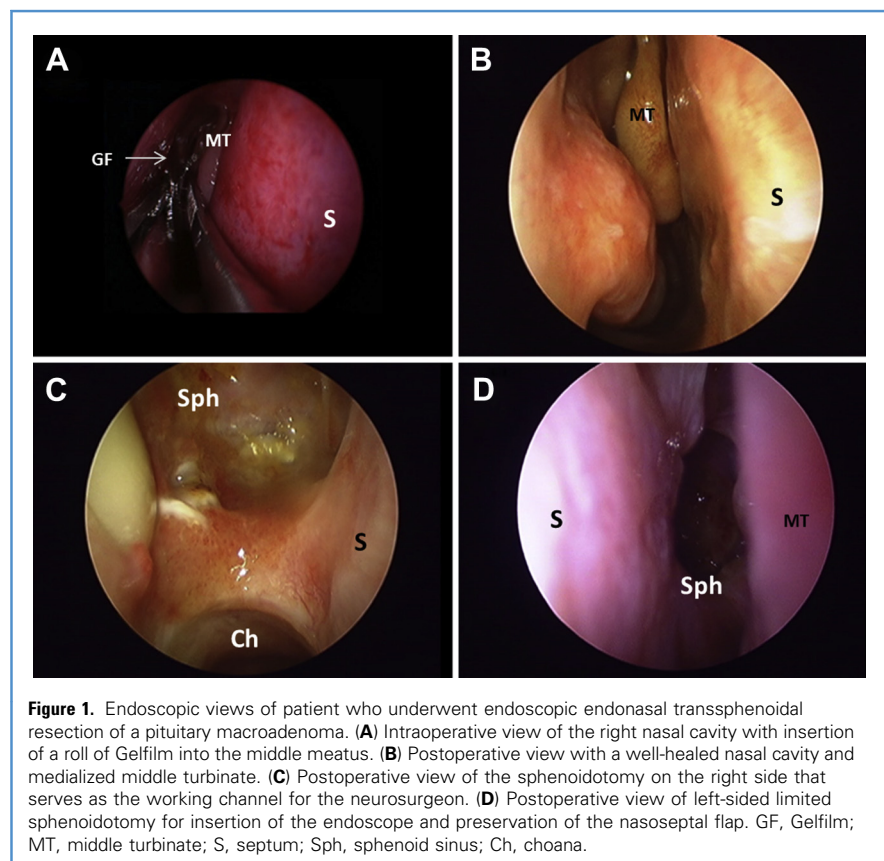 A
GF
MT
S
B
MT
S
C
Sph
S
Ch
D
S
MT
Sph
Figure 1. Endoscopic views of patient who underwent endoscopic endonasal transsphenoidal
resection of a pituitary macroadenoma. (A) Intraoperative view of the right nasal cavity with insertion
of a roll of Gelfilm into the middle meatus. (B) Postoperative view with a well-healed nasal cavity and
medialized middle turbinate. (C) Postoperative view of the sphenoidotomy on the right side that
serves as the working channel for the neurosurgeon. (D) Postoperative view of left-sided limited
sphenoidotomy for insertion of the endoscope and preservation of the nasoseptal flap. GF, Gelfilm;
MT, middle turbinate; S, septum; Sph, sphenoid sinus; Ch, choana.